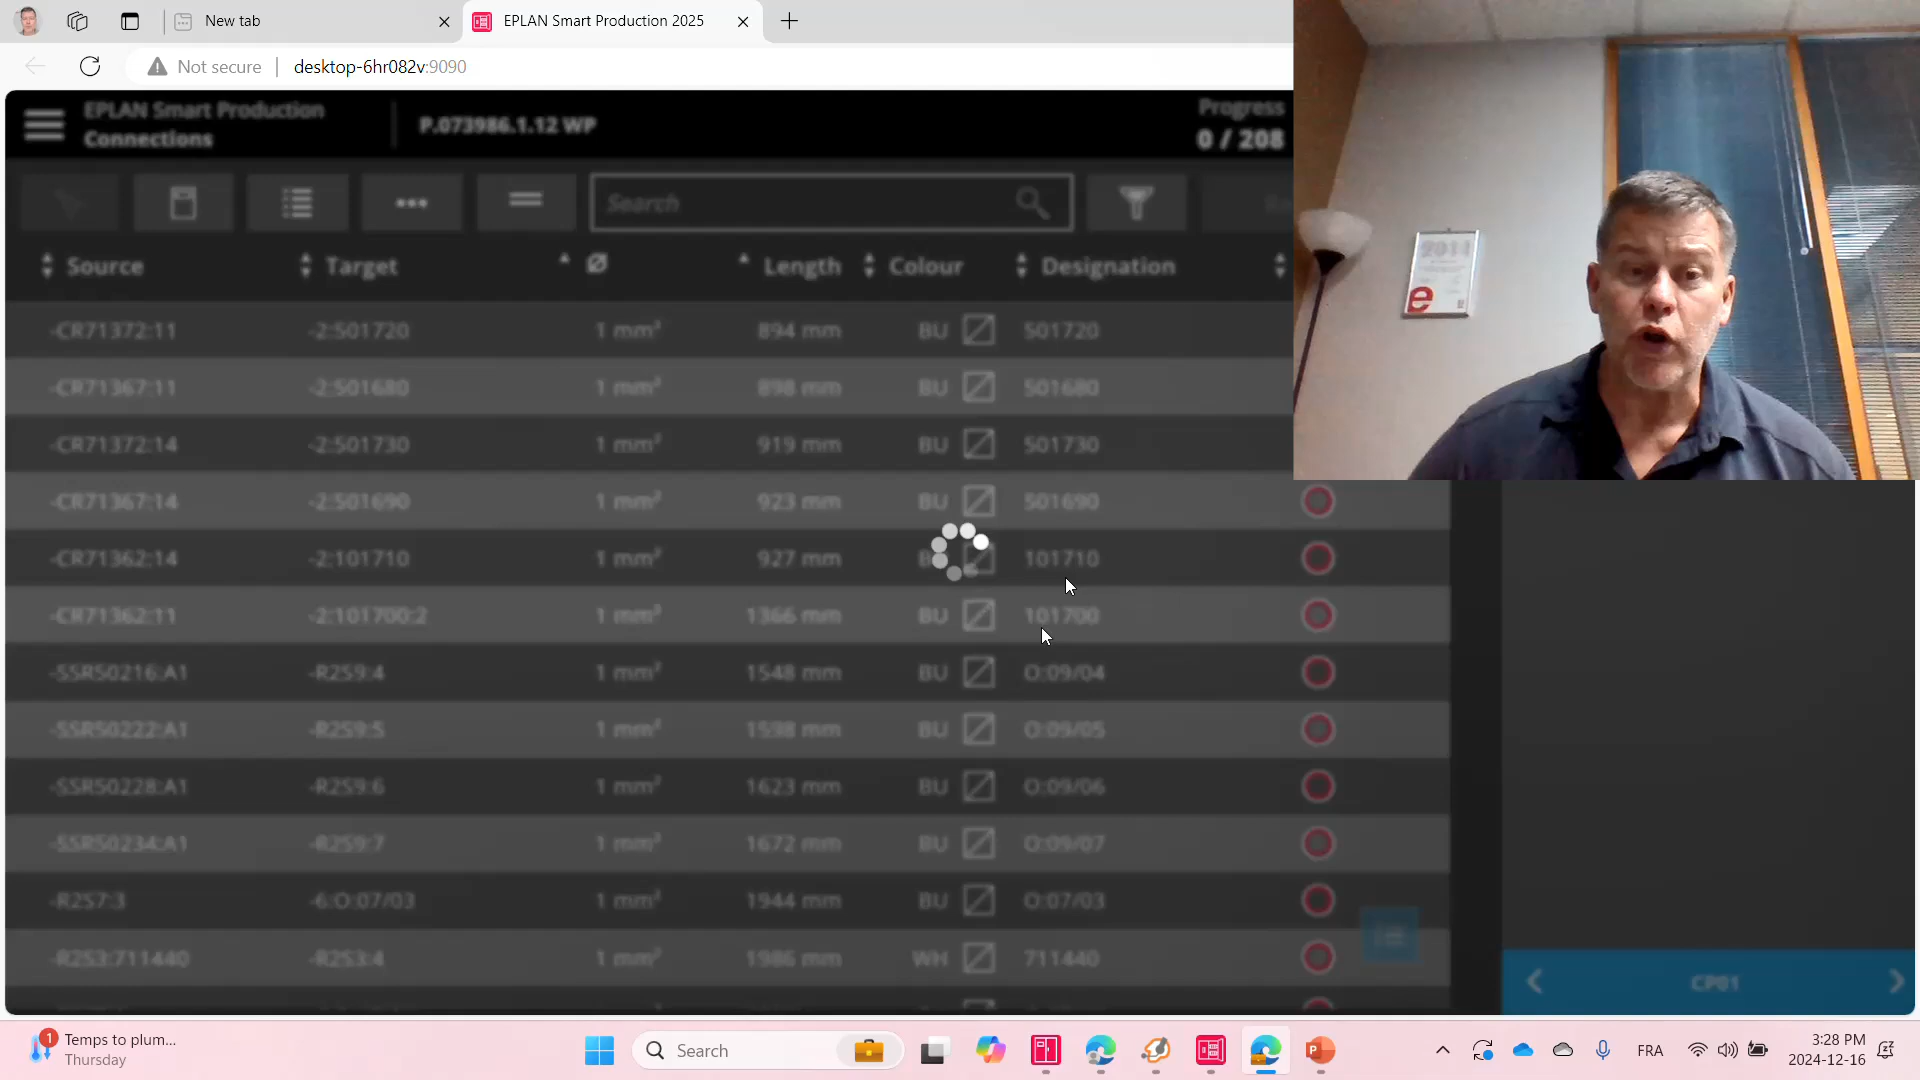 New tab
EPLAN Smart Production 2025
Not secure
desktop-6hr082v:9090
EPLAN Smart Production
Connections
P.073986.1.12 WP
Progress
0 / 208
Search
Source Target Ø Length Colour Designation
-CR71372:11 -2:501720 1 mm² 894 mm BU 501720
-CR71367:11 -2:501680 1 mm² 898 mm BU 501680
-CR71372:14 -2:501730 1 mm² 919 mm BU 501730
-CR71367:14 -2:501690 1 mm² 923 mm BU 501690
-CR71362:14 -2:101710 1 mm² 927 mm 101710
-CR71362:11 -2:101700:2 1 mm² 1366 mm BU 101700
-SSR50216:A1 -R2S9:4 1 mm² 1548 mm BU O:09/04
-SSR50222:A1 -R2S9:5 1 mm² 1598 mm BU O:09/05
-SSR50228:A1 -R2S9:6 1 mm² 1623 mm BU O:09/06
-SSR50234:A1 -R2S9:7 1 mm² 1672 mm BU O:09/07
-R2S7:3 -6:O:07/03 1 mm² 1944 mm BU O:07/03
-R2S3:711440 -R2S3:4 1 mm² 1986 mm WH 711440
CP01
2011
e
1
Temps to plum...
Thursday
Search
FRA
3:28 PM
2024-12-16